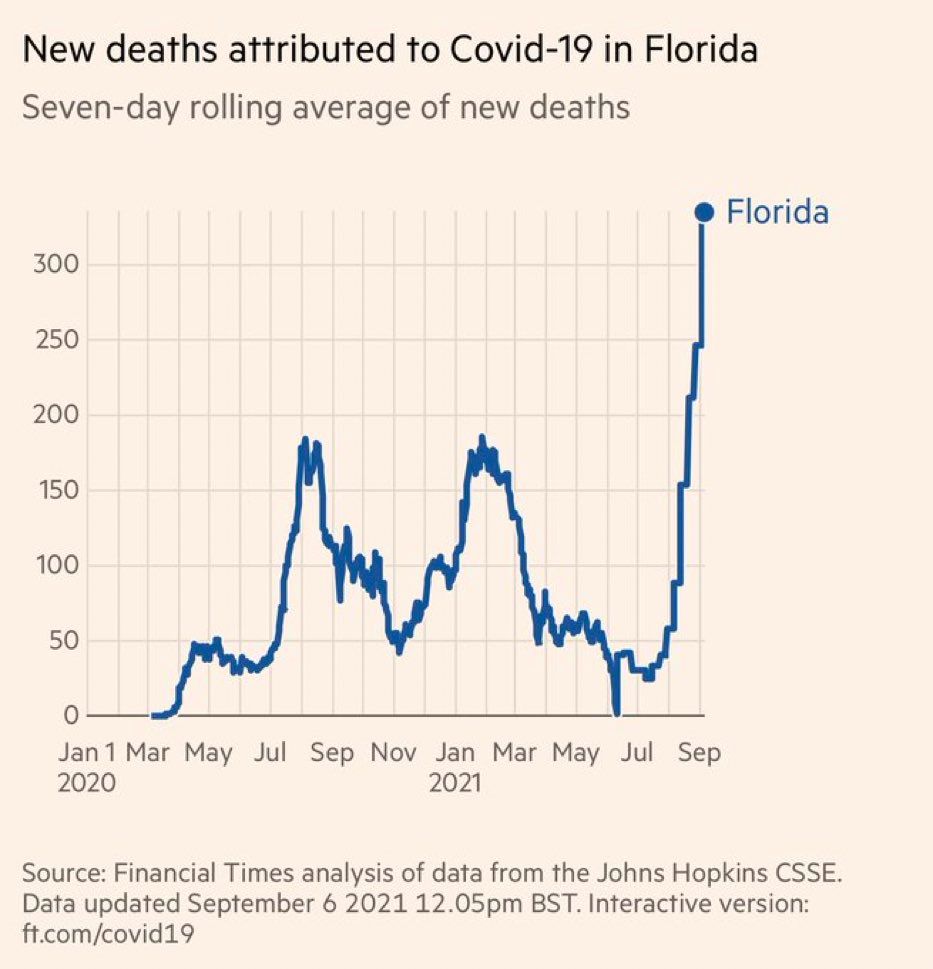 New deaths attributed to Covid-19 in Florida
Seven-day rolling average of new deaths
Florida
300
250
200
150
100
50
0
Jan 1 Mar May Jul Sep Nov Jan Mar May Jul Sep
2020 2021
Source: Financial Times analysis of data from the Johns Hopkins CSSE.
Data updated September 6 2021 12.05pm BST. Interactive version:
ft.com/covid19